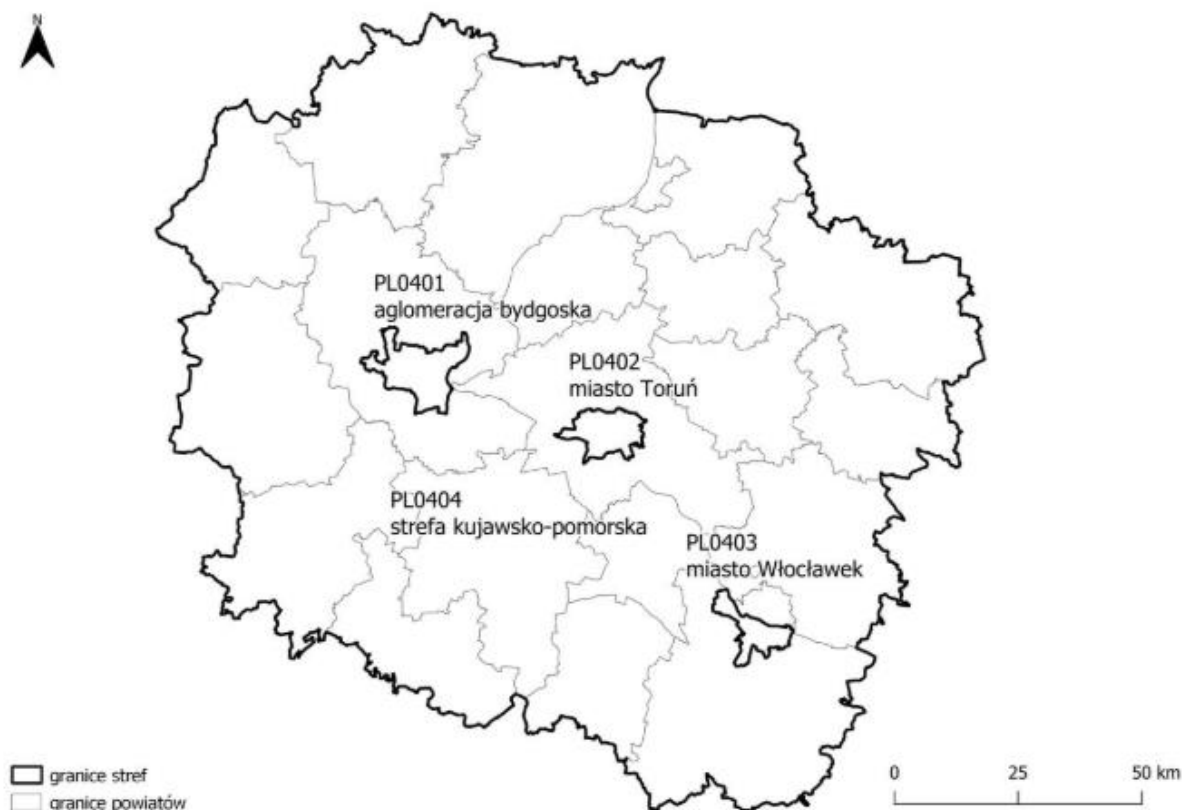 N
PL0401
aglomeracja bydgoska
PL0402
miasto Toruń
PL0404
strefa kujawsko-pomorska
PL0403
miasto Włocławek
granice stref
granice powiatów
0 25 50 km